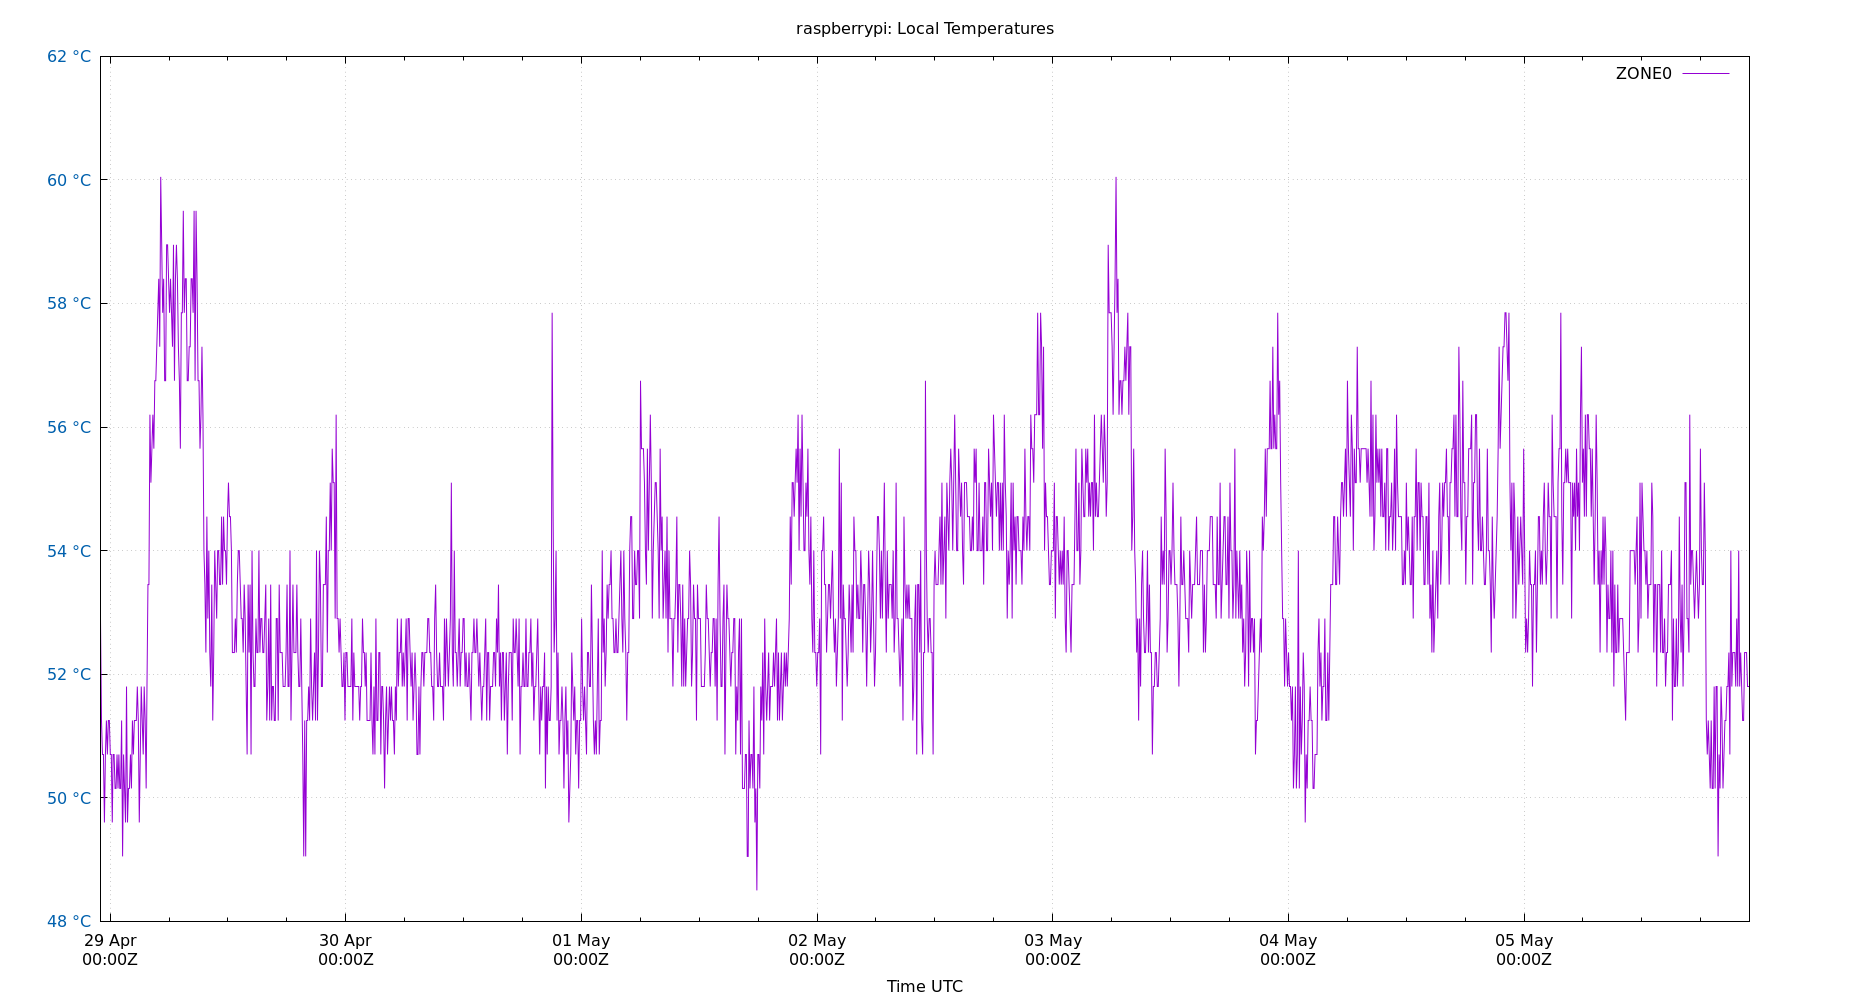 raspberrypi: Local Temperatures
62 °C
ZONE0
60 °C
58 °C
56 °C
54 °C
52 °C
50 °C
48 °C
29 Apr 30 Apr 01 May 02 May 03 May 04 May 05 May
00:00Z 00:00Z 00:00Z 00:00Z 00:00Z 00:00Z 00:00Z
Time UTC